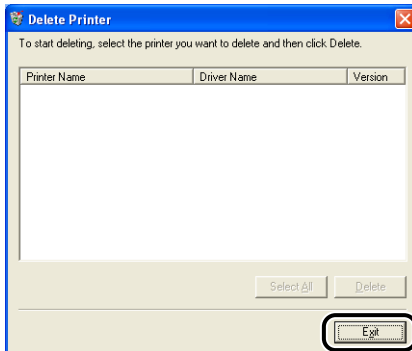 Delete Printer
To start deleting, select the printer you want to delete and then click Delete.
Printer Name Driver Name Version
Select All Delete
Exit